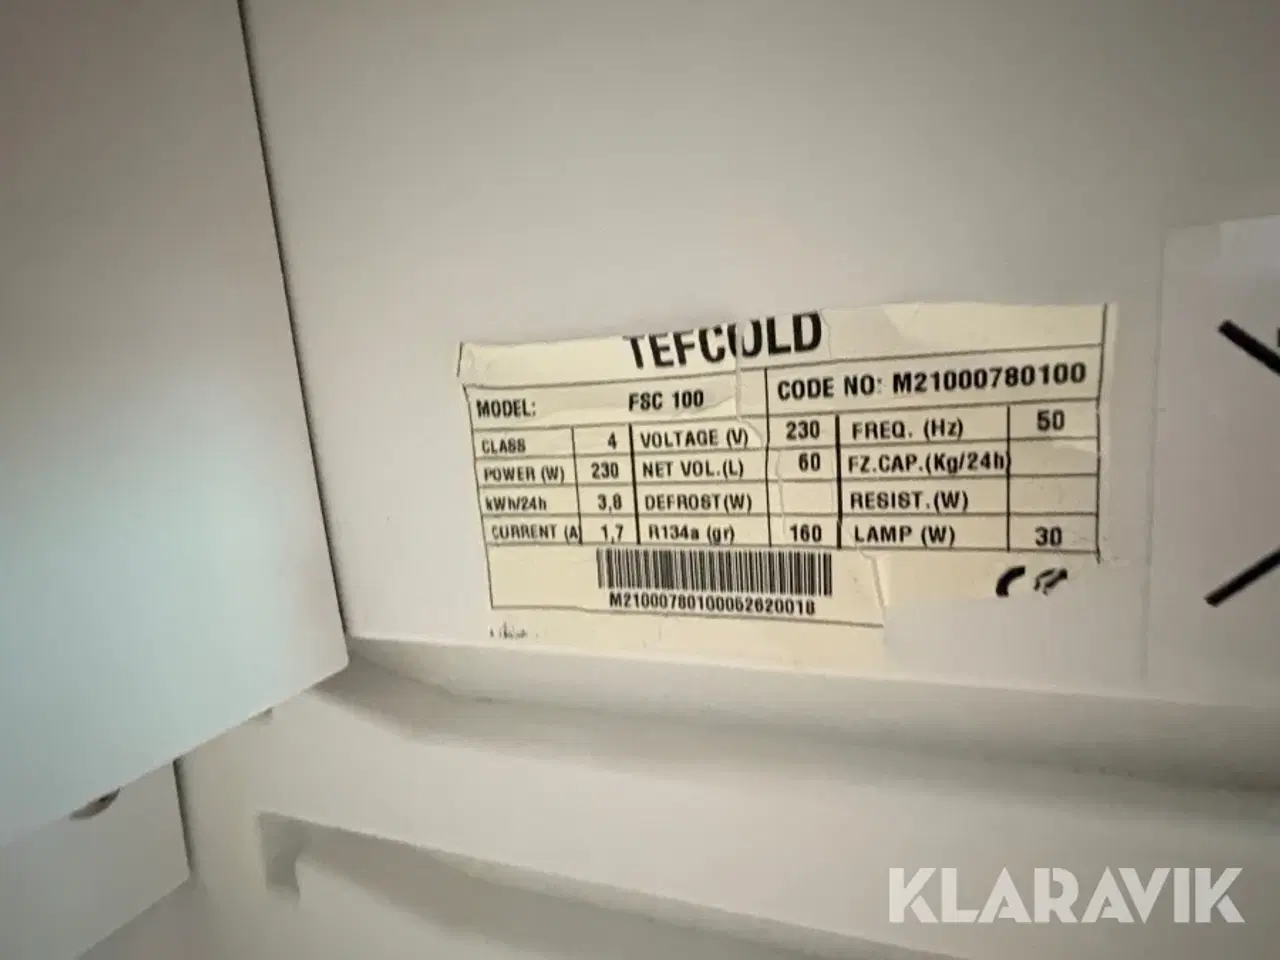 TEFCOLD
MODEL: FSC 100 CODE NO: M21000780100
CLASS 4 VOLTAGE (V) 230 FREQ. (Hz) 50
POWER (W) 230 NET VOL.(L) 60 FZ.CAP.(Kg/24h)
kWh/24h 3,8 DEFROST(W) RESIST.(W)
CURRENT (A) 1,7 R134a (gr) 160 LAMP (W) 30
M21000780100052620018
KLARAVIK